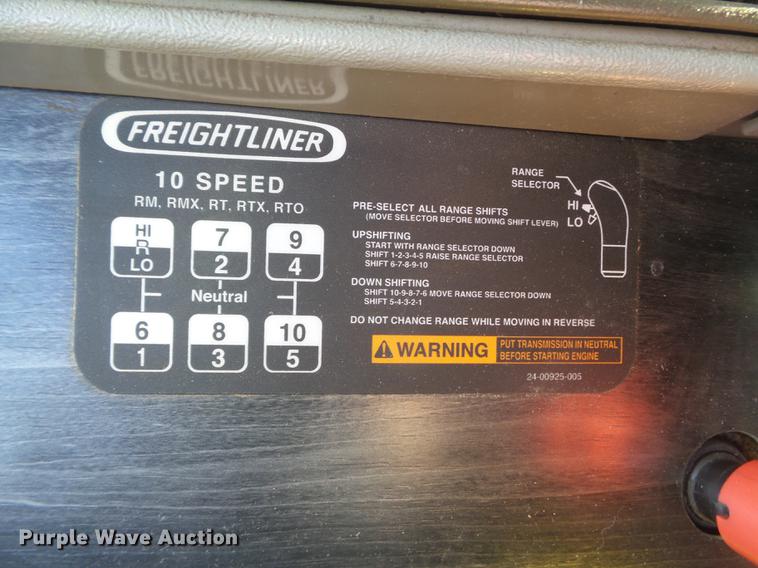 FREIGHTLINER
FREIGHTLINER
10 SPEED
RM, RMX, RT, RTX, RTO
HI 7 9
R
LO 2 4
Neutral
6 8 10
1 3 5
RANGE
SELECTOR
HI
LO
PRE-SELECT ALL RANGE SHIFTS
(MOVE SELECTOR BEFORE MOVING SHIFT LEVER)
UPSHIFTING
START WITH RANGE SELECTOR DOWN
SHIFT 1-2-3-4-5 RAISE RANGE SELECTOR
SHIFT 6-7-8-9-10
DOWN SHIFTING
SHIFT 10-9-8-7-6 MOVE RANGE SELECTOR DOWN
SHIFT 5-4-3-2-1
DO NOT CHANGE RANGE WHILE MOVING IN REVERSE
WARNING PUT TRANSMISSION IN NEUTRAL
BEFORE STARTING ENGINE
24-00925-005
Purple Wave Auction